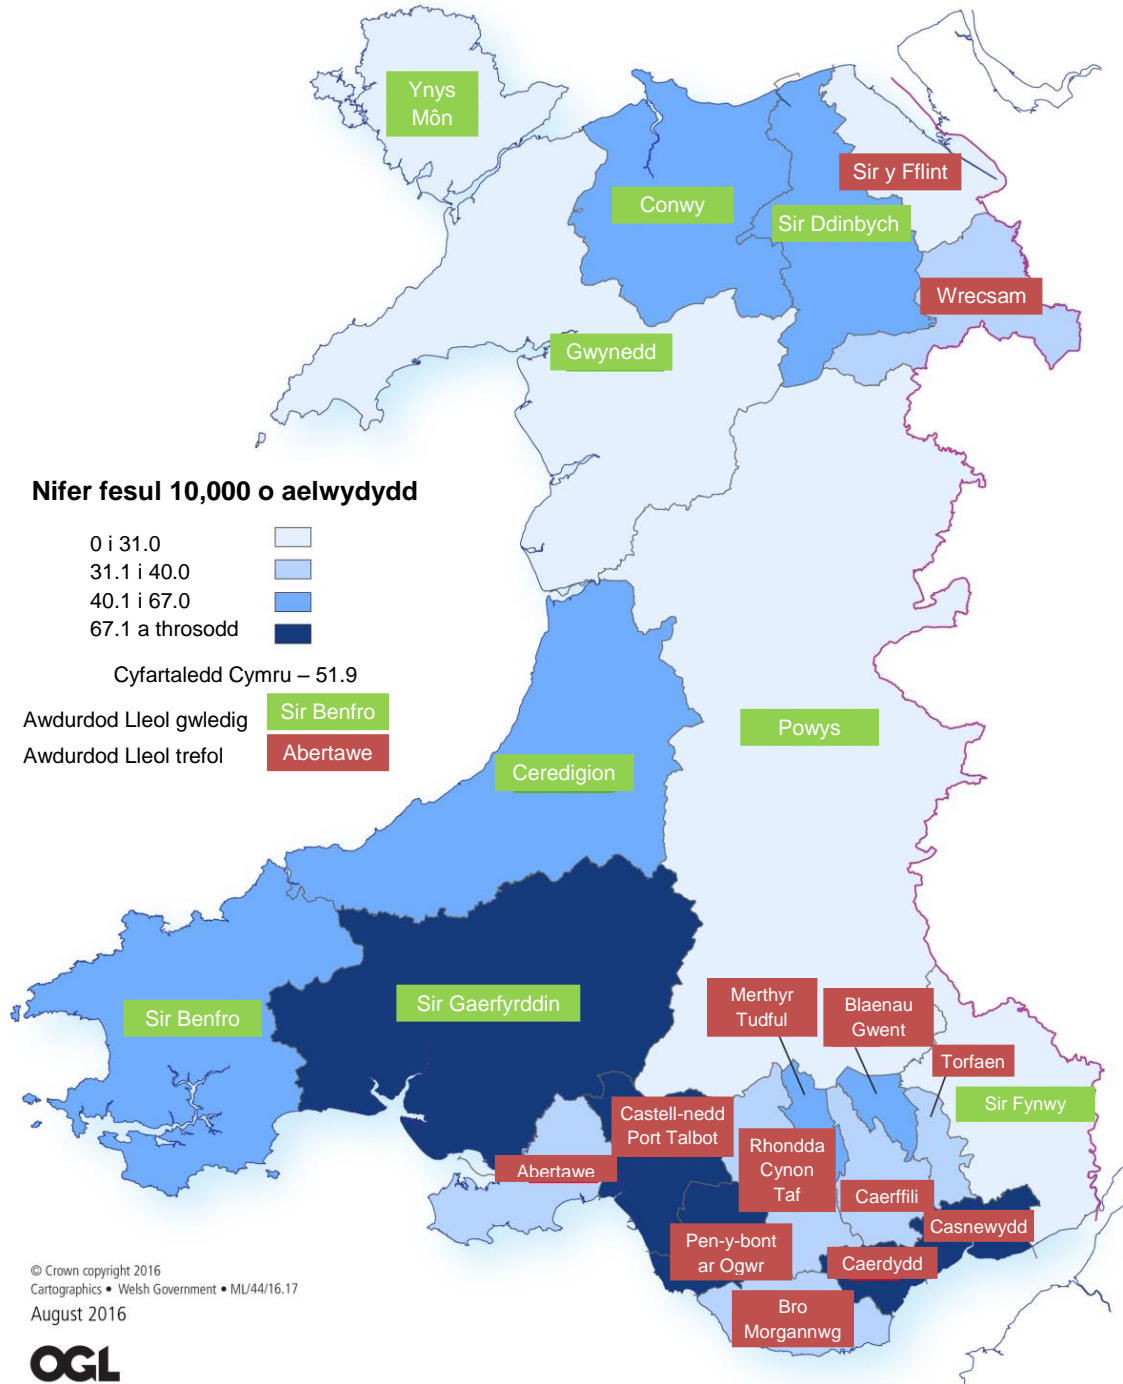 Ynys
Môn
Sir y Fflint
Conwy
Sir Ddinbych
Wrecsam
Gwynedd
Nifer fesul 10,000 o aelwydydd
0 i 31.0
31.1 i 40.0
40.1 i 67.0
67.1 a throsodd
Cyfartaledd Cymru – 51.9
Awdurdod Lleol gwledig
Sir Benfro
Awdurdod Lleol trefol
Abertawe
Powys
Ceredigion
Sir Gaerfyrddin
Sir Benfro
Merthyr
Tudful
Blaenau
Gwent
Torfaen
Sir Fynwy
Castell-nedd
Port Talbot
Abertawe
Rhondda
Cynon
Taf
Caerffili
Casnewydd
Pen-y-bont
ar Ogwr
Caerdydd
Bro
Morgannwg
© Crown copyright 2016
Cartographics • Welsh Government • ML/44/16.17
August 2016
OGL